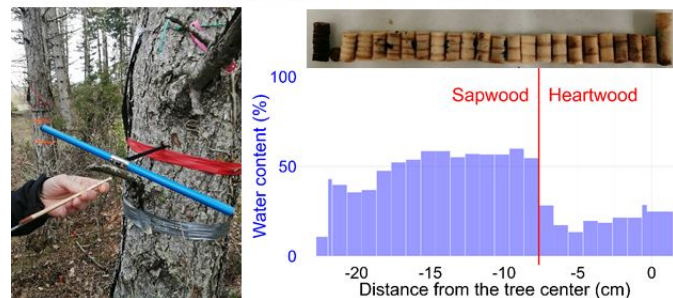 100
Sapwood
Heartwood
Water content (%)
50
0
-20
-15
-10
-5
0
Distance from the tree center (cm)